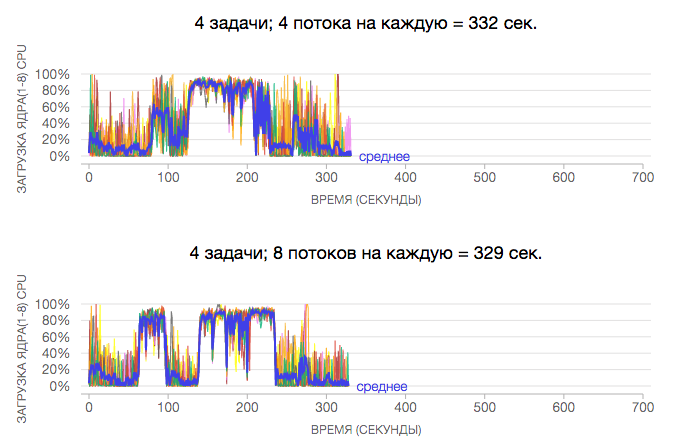 4 задачи; 4 потока на каждую = 332 сек.
ЗАГРУЗКА ЯДРА(1-8) CPU
100%
80%
60%
40%
20%
0%
среднее
0 100 200 300 400 500 600 700
ВРЕМЯ (СЕКУНДЫ)
4 задачи; 8 потоков на каждую = 329 сек.
ЗАГРУЗКА ЯДРА(1-8) CPU
100%
80%
60%
40%
20%
0%
среднее
0 100 200 300 400 500 600 700
ВРЕМЯ (СЕКУНДЫ)